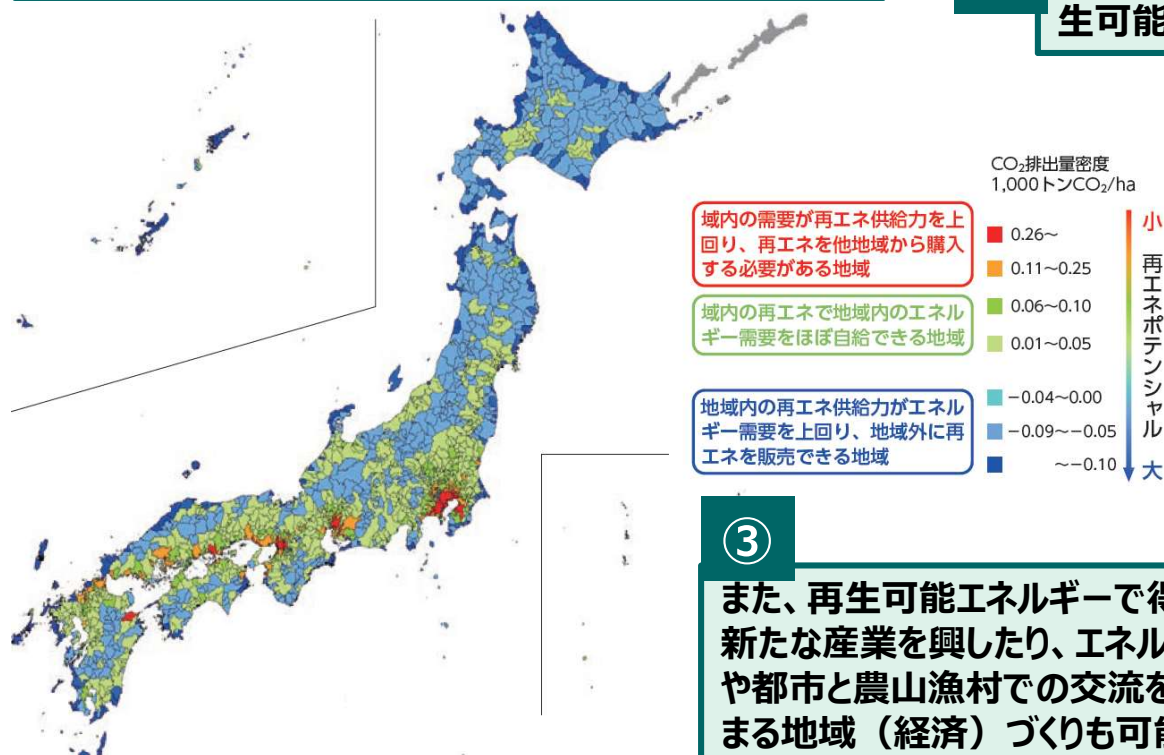 生可能
CO₂排出量密度
1,000トンCO₂/ha
域内の需要が再エネ供給力を上
回り、再エネを他地域から購入
する必要がある地域
域内の再エネで地域内のエネル
ギー需要をほぼ自給できる地域
地域内の再エネ供給力がエネル
ギー需要を上回り、地域外に再
エネを販売できる地域
0.26～
0.11～0.25
0.06～0.10
0.01～0.05
－0.04～0.00
－0.09～－0.05
～－0.10
小
再エネポテンシャル
大
③
また、再生可能エネルギーで得
新たな産業を興したり、エネル
や都市と農山漁村での交流を
まる地域（経済）づくりも可能